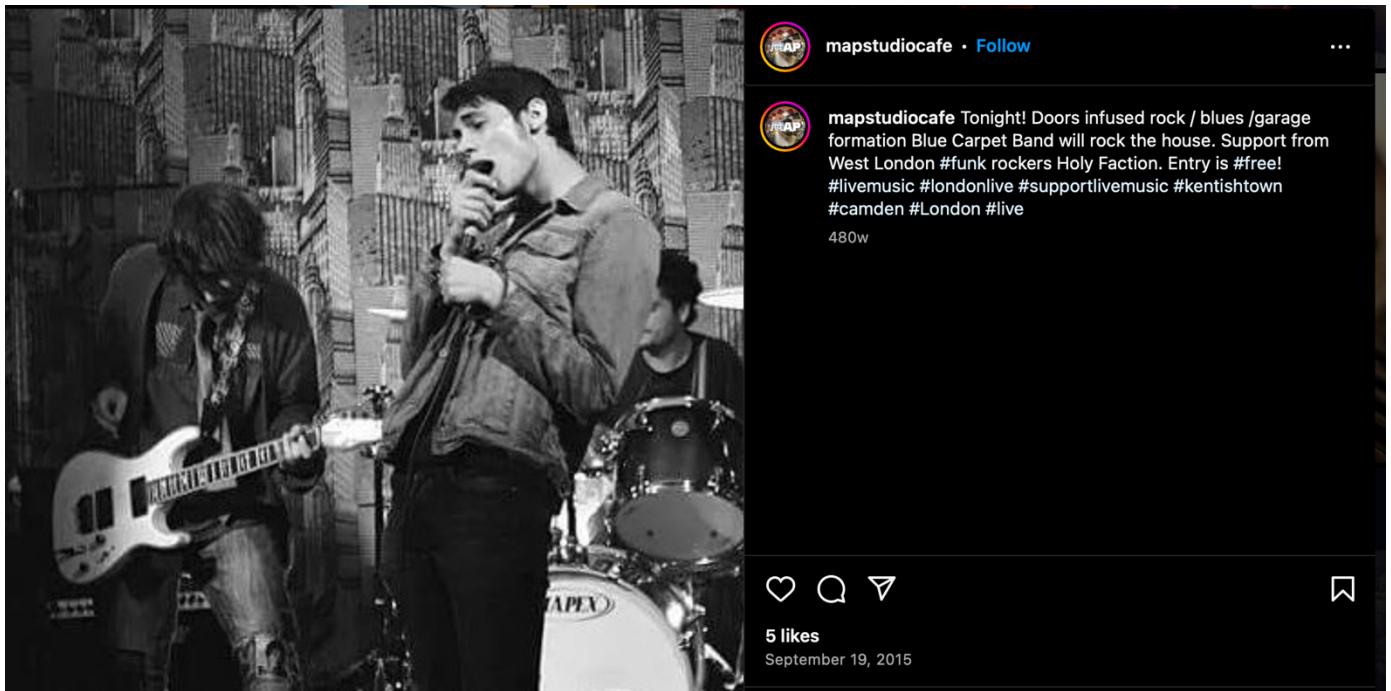 mapstudiocafe • Follow
mapstudiocafe Tonight! Doors infused rock / blues /garage
formation Blue Carpet Band will rock the house. Support from
West London #funk rockers Holy Faction. Entry is #free!
#livemusic #londonlive #supportlivemusic #kentishtown
#camden #London #live
480w
MAPEX
5 likes
September 19, 2015